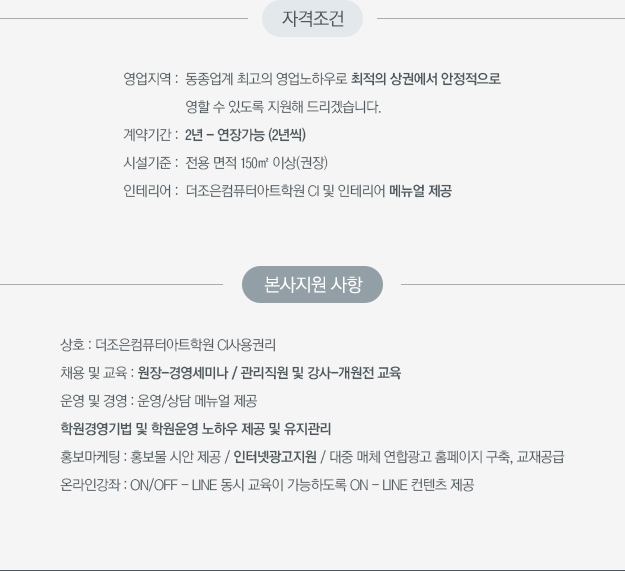 자격조건
영업지역 : 동종업계 최고의 영업노하우로 최적의 상권에서 안정적으로
영할 수 있도록 지원해 드리겠습니다.
계약기간 : 2년 - 연장가능 (2년씩)
시설기준 : 전용 면적 150㎡ 이상(권장)
인테리어 : 더조은컴퓨터아트학원 CI 및 인테리어 메뉴얼 제공
본사지원 사항
상호 : 더조은컴퓨터아트학원 CI사용권리
채용 및 교육 : 원장-경영세미나 / 관리직원 및 강사-개원전 교육
운영 및 경영 : 운영/상담 메뉴얼 제공
학원경영기법 및 학원운영 노하우 제공 및 유지관리
홍보마케팅 : 홍보물 시안 제공 / 인터넷광고지원 / 대중 매체 연합광고 홈페이지 구축, 교재공급
온라인강좌 : ON/OFF - LINE 동시 교육이 가능하도록 ON - LINE 컨텐츠 제공